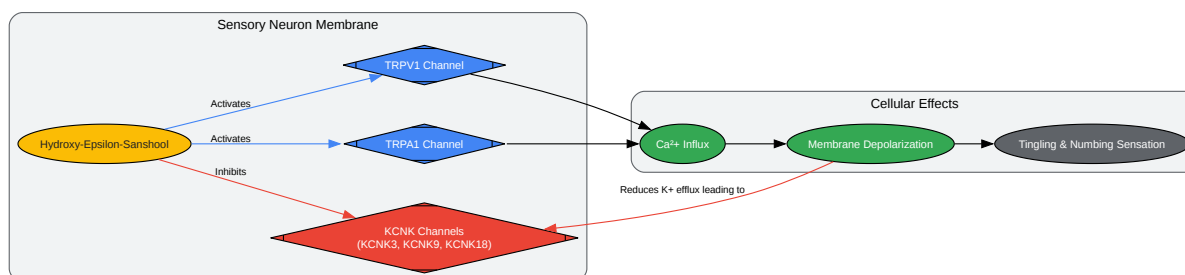 Sensory Neuron Membrane
TRPV1 Channel
Activates
Cellular Effects
Hydroxy-Epsilon-Sanshool
Activates
TRPA1 Channel
Ca²+ Influx
Membrane Depolarization
Tingling & Numbing Sensation
Inhibits
Reduces K+ efflux leading to
KCNK Channels
(KCNK3, KCNK9, KCNK18)